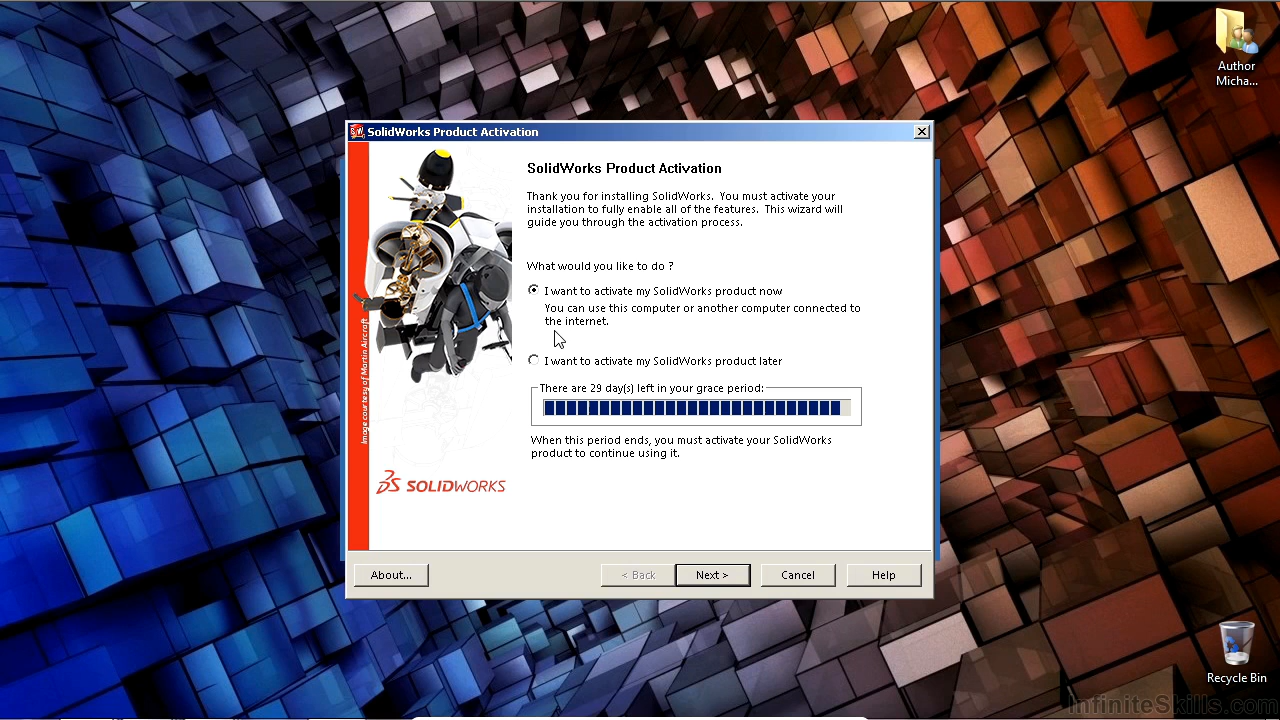 Author
Micha...
SolidWorks Product Activation
SolidWorks Product Activation
Thank you for installing SolidWorks. You must activate your
installation to fully enable all of the features. This wizard will
guide you through the activation process.
What would you like to do ?
I want to activate my SolidWorks product now
You can use this computer or another computer connected to
the internet.
I want to activate my SolidWorks product later
There are 29 day(s) left in your grace period:
When this period ends, you must activate your SolidWorks
product to continue using it.
Image courtesy of Martin Aircraft
SOLIDWORKS
About...
< Back
Next >
Cancel
Help
Recycle Bin
InfiniteSkills.com